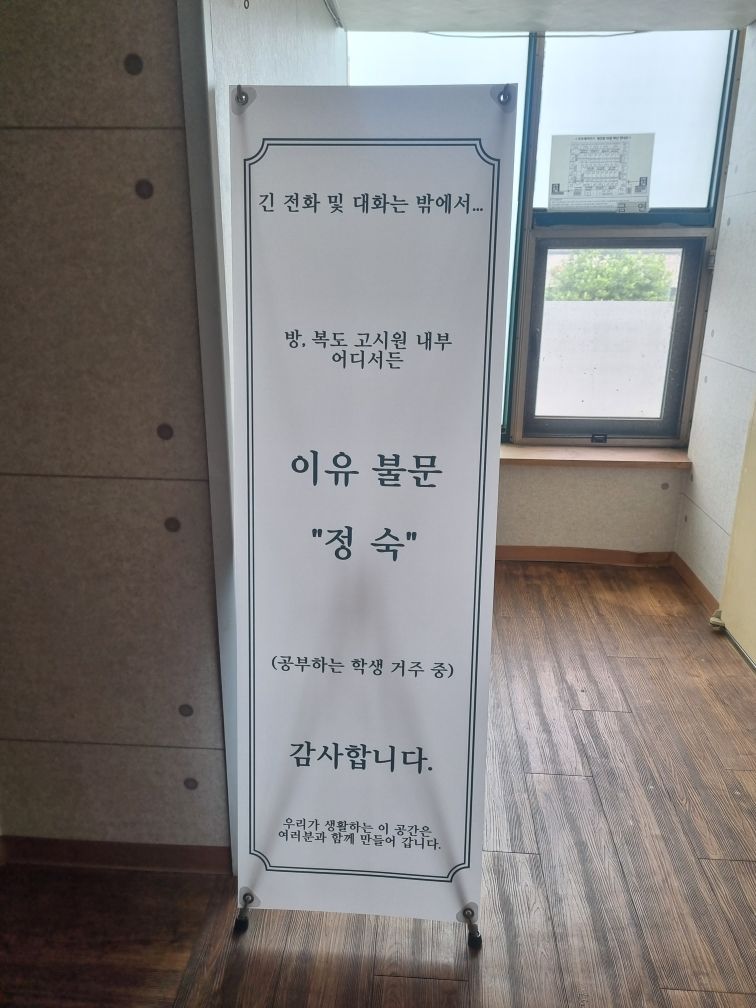 긴 전화 및 대화는 밖에서...
방, 복도 고시원 내부
어디서든
이유 불문
"정 숙"
(공부하는 학생 거주 중)
감사합니다.
우리가 생활하는 이 공간은
여러분과 함께 만들어 갑니다.
금 연